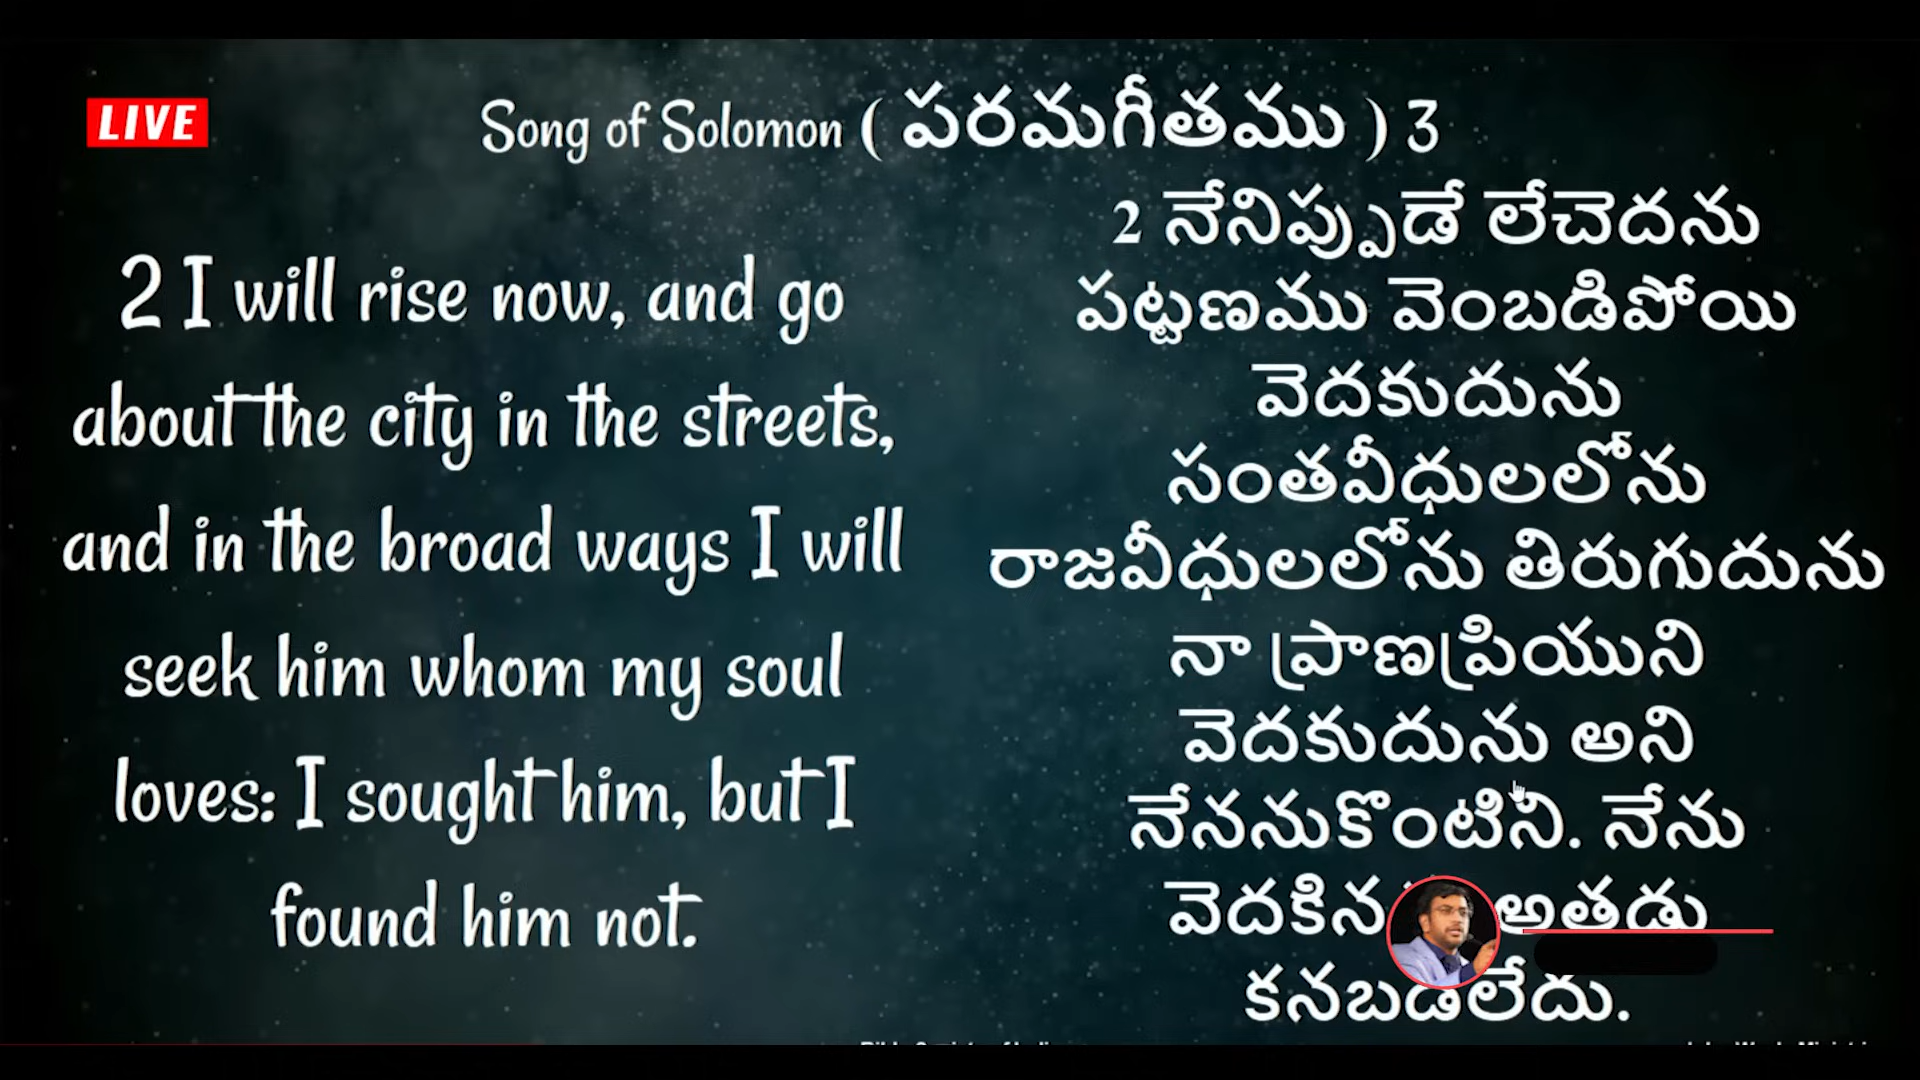 LIVE
Song of Solomon ( పరమగీతము ) 3
2 I will rise now, and go
about the city in the streets,
and in the broad ways I will
seek him whom my soul
loves: I sought him, but I
found him not.
2 నేనిప్పుడే లేచెదను
పట్టణము వెంబడిపోయి
వెదకుదును
సంతవీధులలోను
రాజవీధులలోను తిరుగుదును
నా ప్రాణప్రియుని
వెదకుదును అని
నేననుకొంటిని. నేను
అతడు
కనబడలేదు.